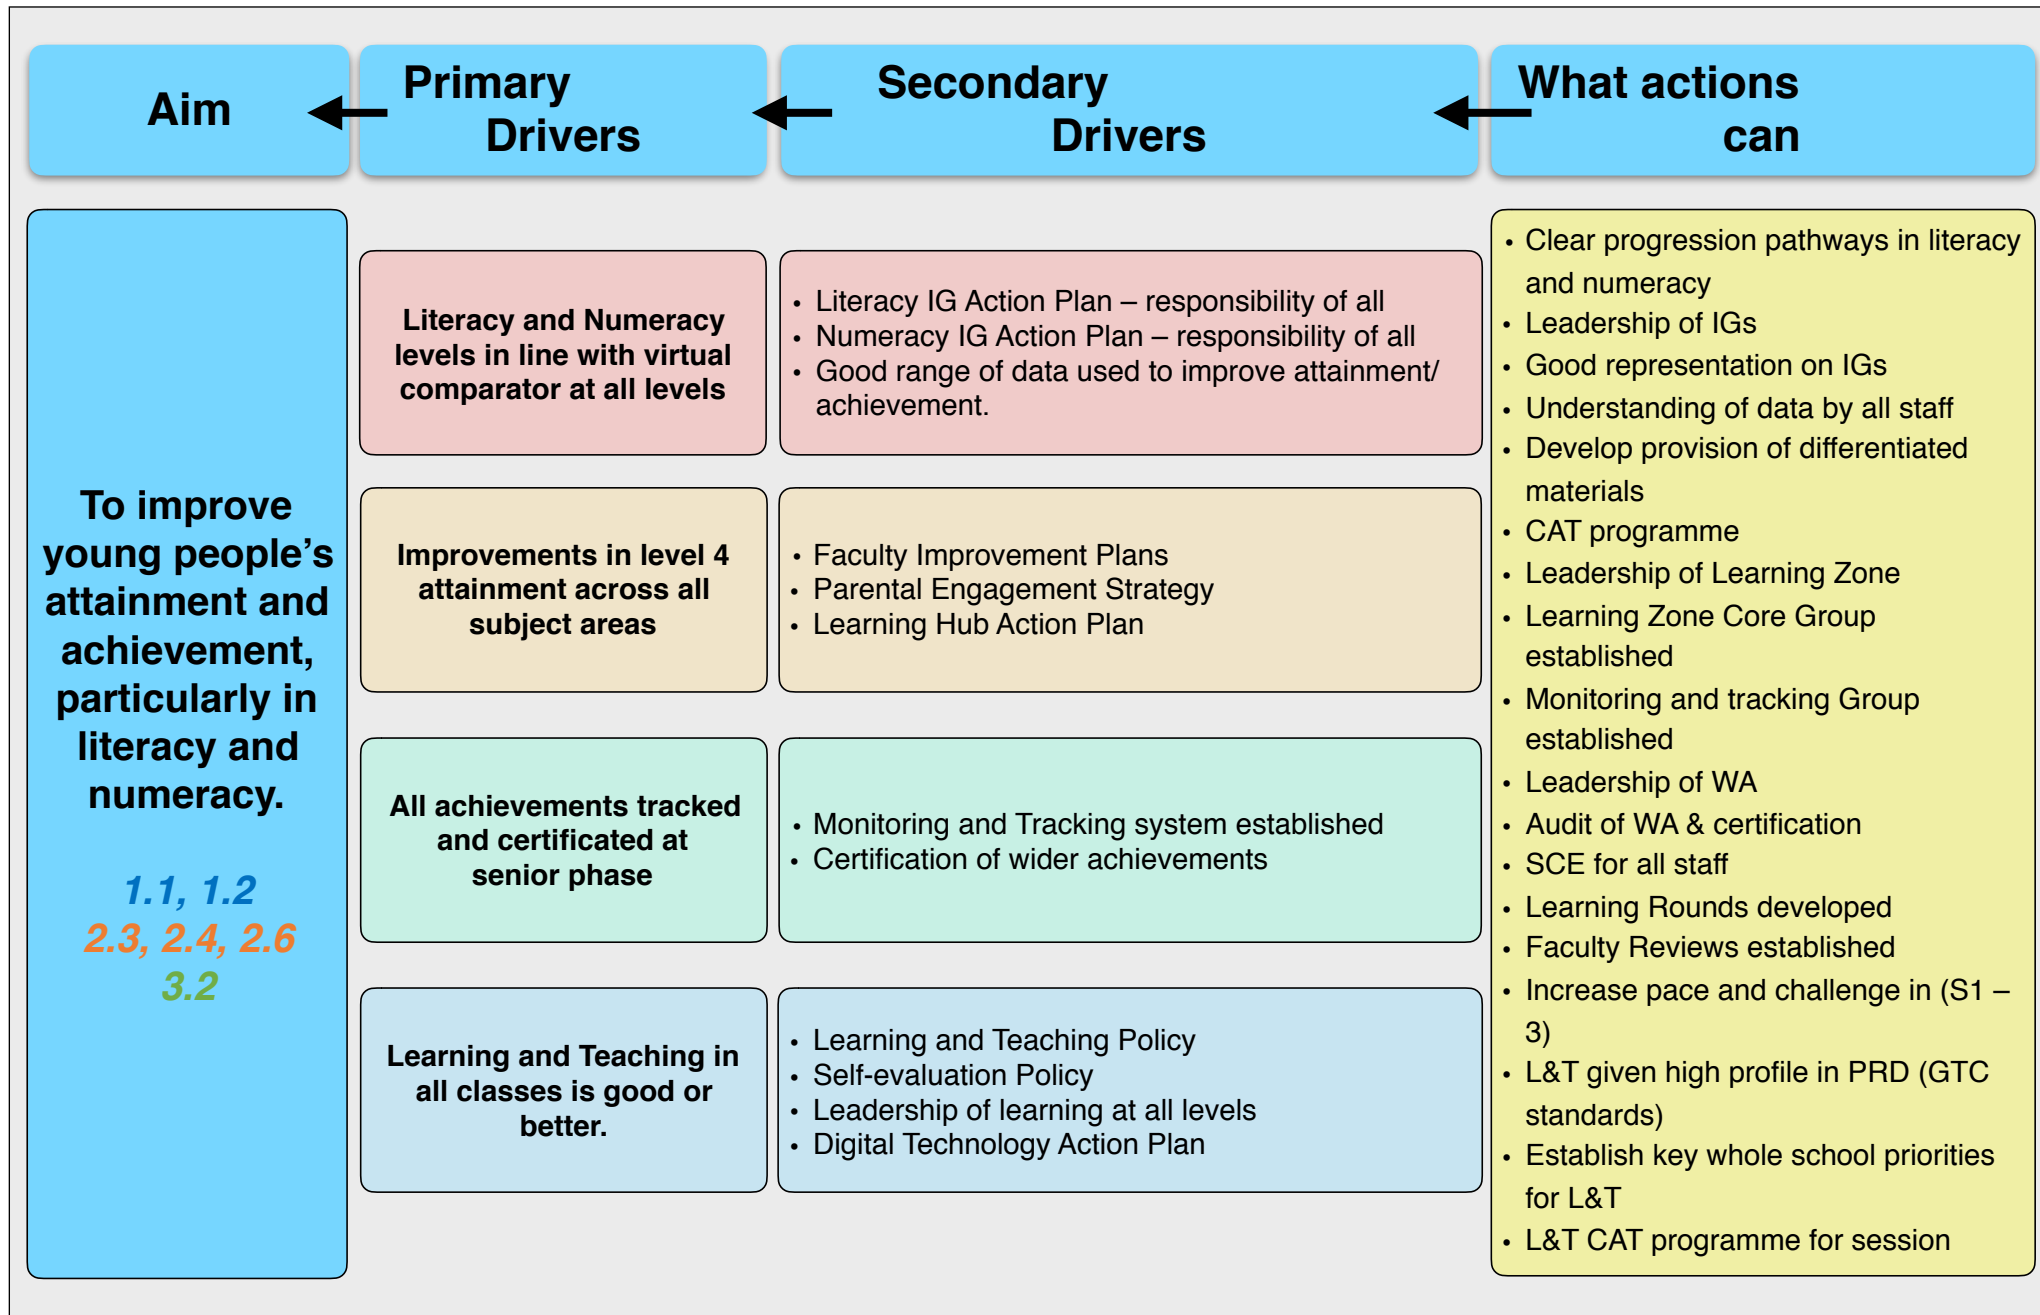 Aim
Primary
Drivers
Secondary
Drivers
What actions
can
To improve
young people’s
attainment and
achievement,
particularly in
literacy and
numeracy.
1.1, 1.2
2.3, 2.4, 2.6
3.2
Literacy and Numeracy
levels in line with virtual
comparator at all levels
• Literacy IG Action Plan – responsibility of all
• Numeracy IG Action Plan – responsibility of all
• Good range of data used to improve attainment/
achievement.
Improvements in level 4
attainment across all
subject areas
• Faculty Improvement Plans
• Parental Engagement Strategy
• Learning Hub Action Plan
All achievements tracked
and certificated at
senior phase
• Monitoring and Tracking system established
• Certification of wider achievements
Learning and Teaching in
all classes is good or
better.
• Learning and Teaching Policy
• Self-evaluation Policy
• Leadership of learning at all levels
• Digital Technology Action Plan
• Clear progression pathways in literacy
and numeracy
• Leadership of IGs
• Good representation on IGs
• Understanding of data by all staff
• Develop provision of differentiated
materials
• CAT programme
• Leadership of Learning Zone
• Learning Zone Core Group
established
• Monitoring and tracking Group
established
• Leadership of WA
• Audit of WA & certification
• SCE for all staff
• Learning Rounds developed
• Faculty Reviews established
• Increase pace and challenge in (S1 –
3)
• L&T given high profile in PRD (GTC
standards)
• Establish key whole school priorities
for L&T
• L&T CAT programme for session